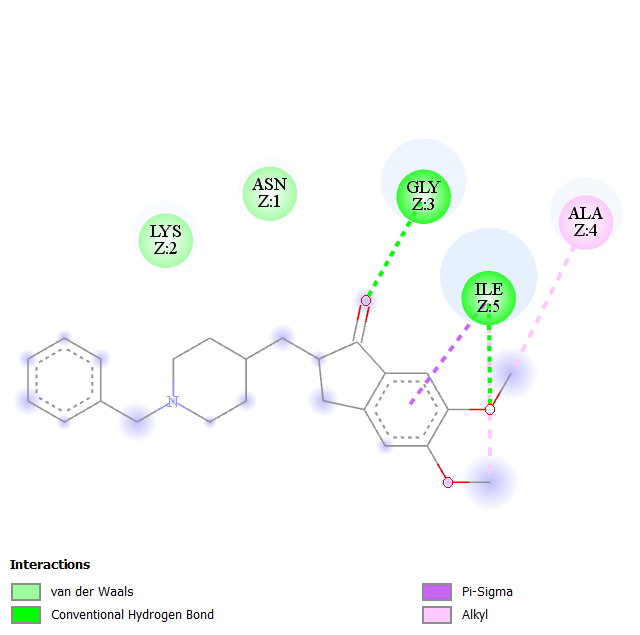 GLY
Z:3
ASN
Z:1
ALA
Z:4
LYS
Z:2
ILE
Z:5
N
Interactions
van der Waals
Conventional Hydrogen Bond
Pi-Sigma
Alkyl